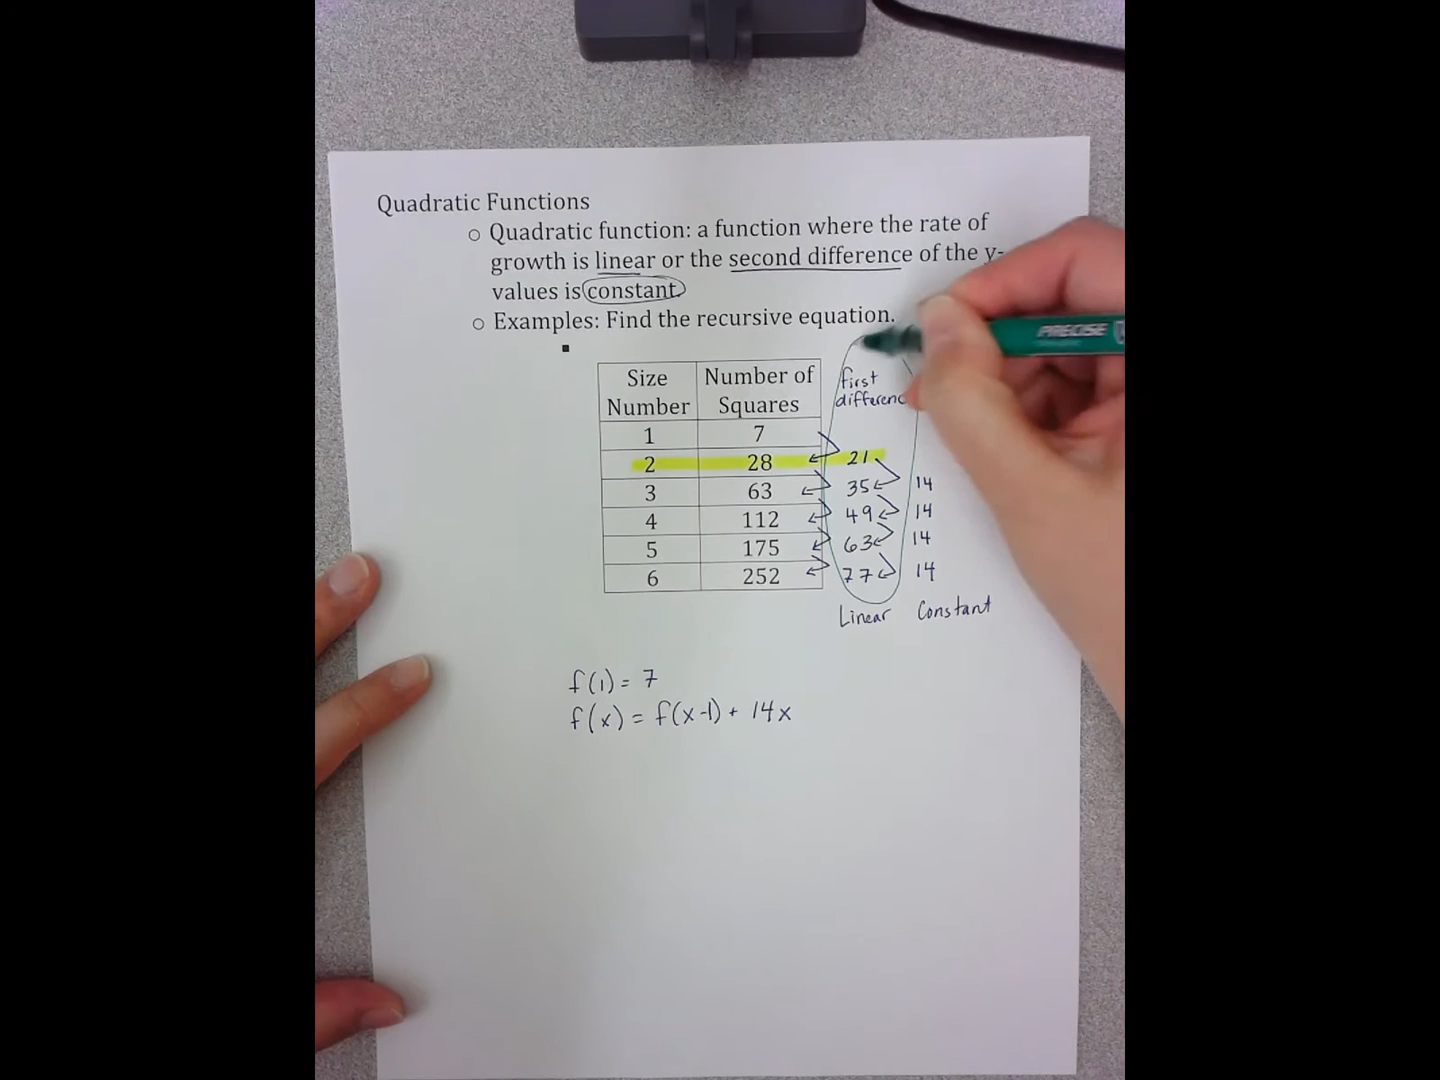 Quadratic Functions
Quadratic function: a function where the rate of
growth is linear or the second difference of the y-
values is constant.
Examples: Find the recursive equation.
Size Number of first
Number Squares differenc
1 7
2 28 21
3 63 35 14
4 112 49 14
5 175 63 14
6 252 77 14
Linear Constant
f(1) = 7
f(x) = f(x-1) + 14x
PRECISE